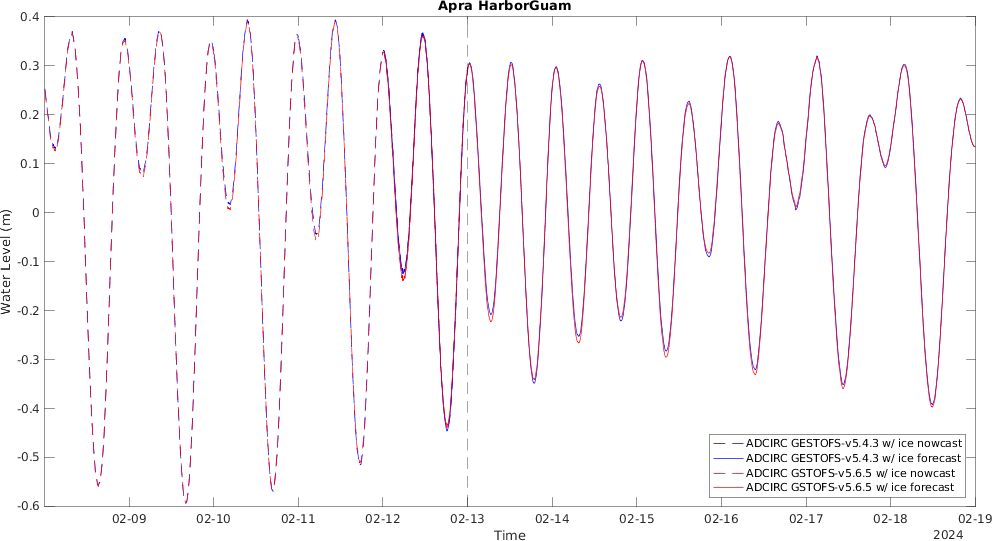 Apra HarborGuam
0.4
0.3
0.2
0.1
0
-0.1
-0.2
-0.3
-0.4
-0.5
-0.6
Water Level (m)
ADCIRC GESTOFS-v5.4.3 w/ ice nowcast
ADCIRC GESTOFS-v5.4.3 w/ ice forecast
ADCIRC GSTOFS-v5.6.5 w/ ice nowcast
ADCIRC GSTOFS-v5.6.5 w/ ice forecast
02-09 02-10 02-11 02-12 02-13 02-14 02-15 02-16 02-17 02-18 02-19
Time
2024